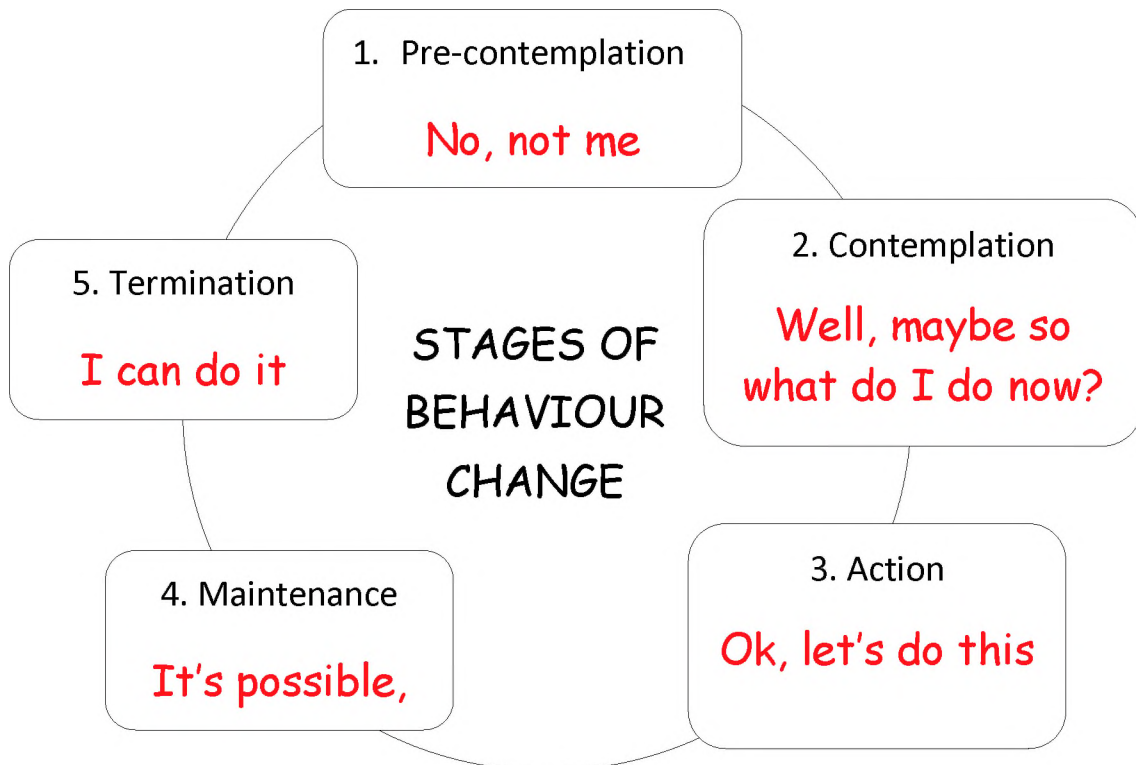 1. Pre-contemplation
No, not me
2. Contemplation
Well, maybe so
what do I do now?
3. Action
Ok, let's do this
4. Maintenance
It's possible,
5. Termination
I can do it
STAGES OF
BEHAVIOUR
CHANGE